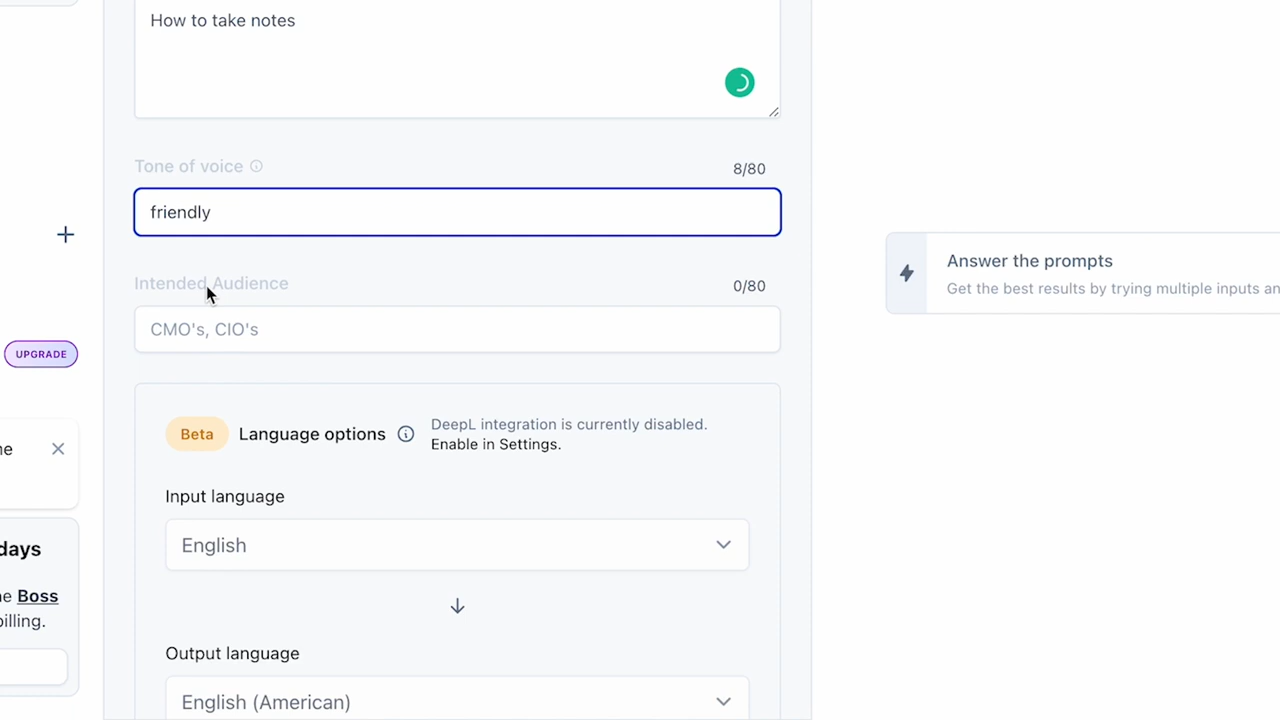 How to take notes
Tone of voice
8/80
friendly
Intended Audience
0/80
CMO's, CIO's
UPGRADE
Beta
Language options
DeepL integration is currently disabled.
Enable in Settings.
Input language
English
Output language
English (American)
Answer the prompts
Get the best results by trying multiple inputs an
ne
days
ne Boss
billing.